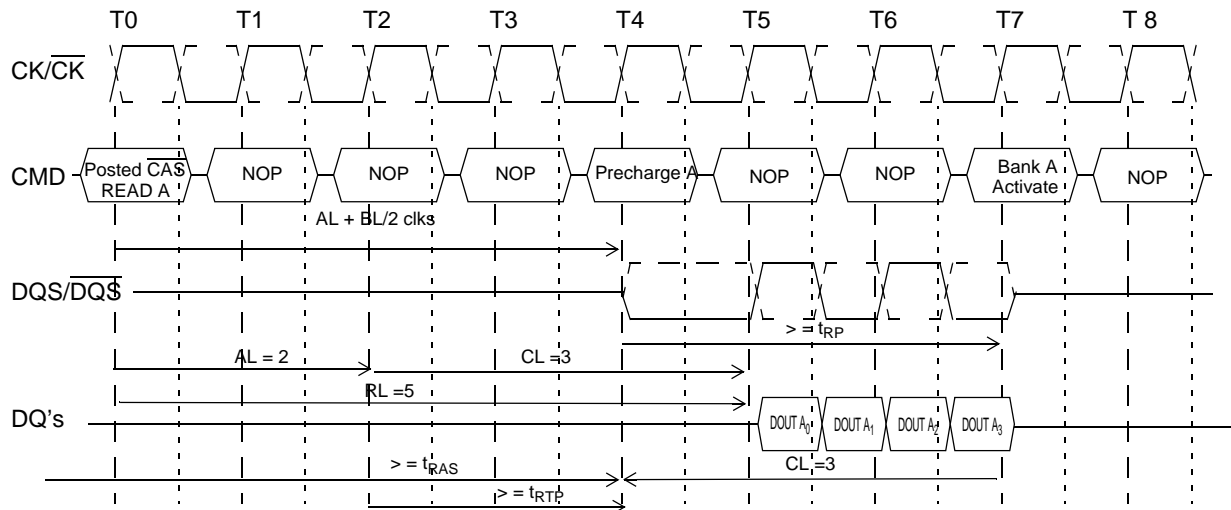 T0 T1 T2 T3 T4 T5 T6 T7 T 8
CK/CK
CMD
Posted CAS
READ A
NOP
NOP
NOP
Precharge A
NOP
NOP
Bank A
Activate
NOP
AL + BL/2 clks
DQS/DQS
> = tRP
AL = 2
CL =3
RL =5
DQ's
DOUT A0
DOUT A1
DOUT A2
DOUT A3
> = tRAS
CL =3
> = tRTP